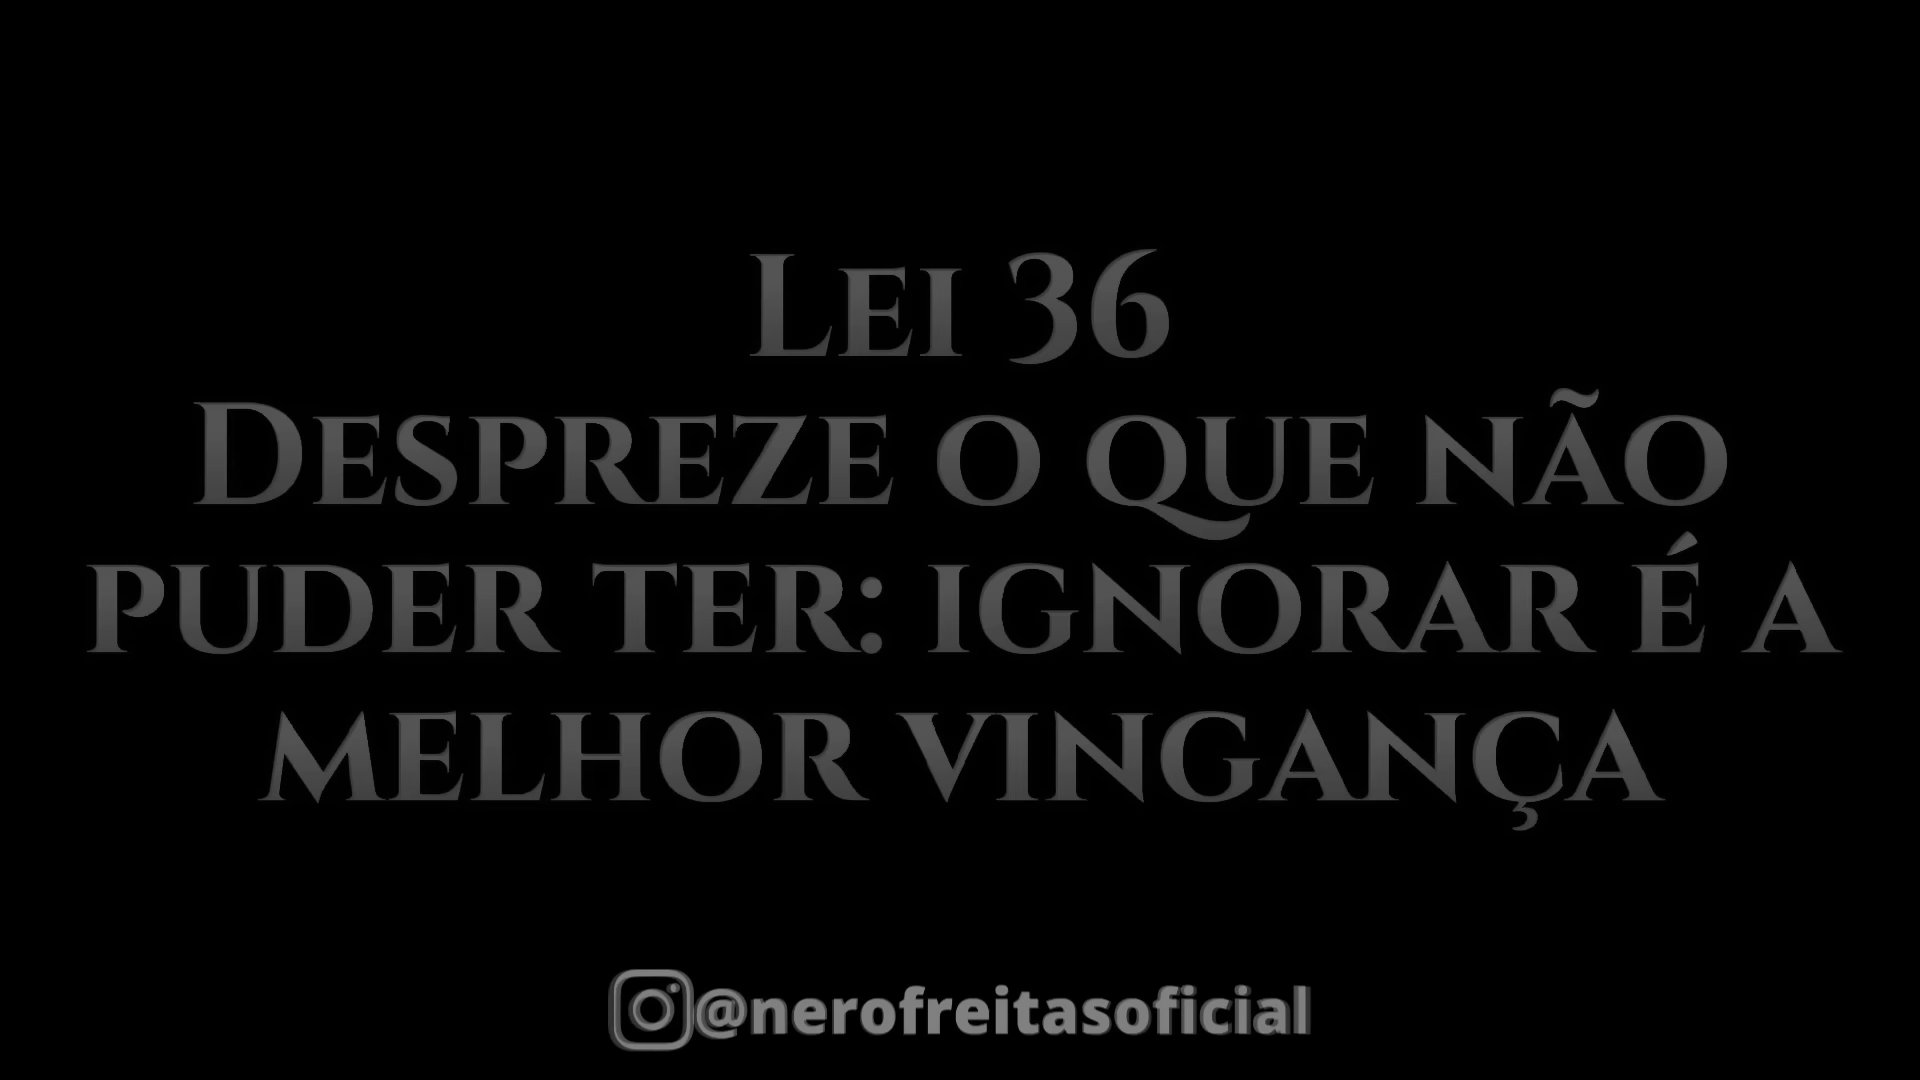 Lei 36
Despreze o que não
puder ter: ignorar é a
melhor vingança
@nerofreitasoficial